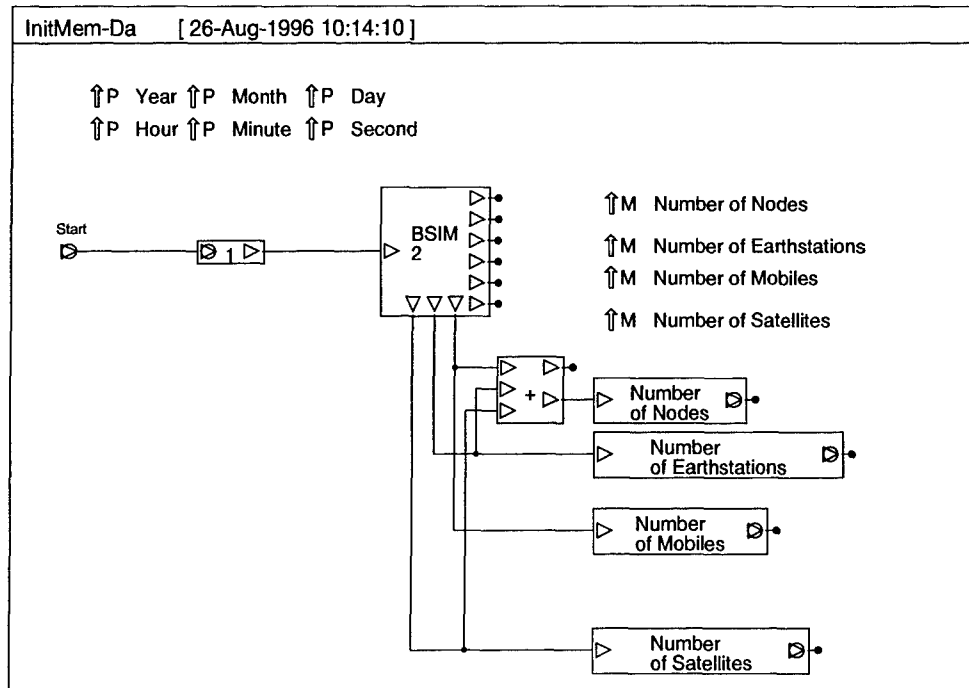 InitMem-Da [ 26-Aug-1996 10:14:10 ]
⇑P Year ⇑P Month ⇑P Day
⇑P Hour ⇑P Minute ⇑P Second
Start
1
BSIM
2
⇑M Number of Nodes
⇑M Number of Earthstations
⇑M Number of Mobiles
⇑M Number of Satellites
+
Number
of Nodes
Number
of Earthstations
Number
of Mobiles
Number
of Satellites